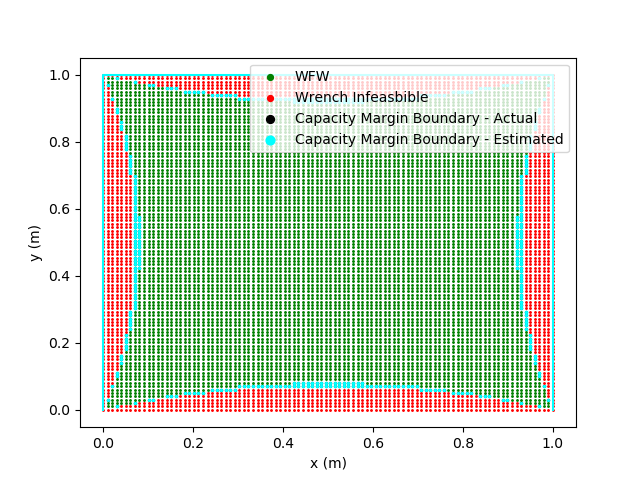 WFW
Wrench Infeasbible
Capacity Margin Boundary - Actual
Capacity Margin Boundary - Estimated
1.0
0.8
0.6
0.4
0.2
0.0
y (m)
0.0 0.2 0.4 0.6 0.8 1.0
x (m)